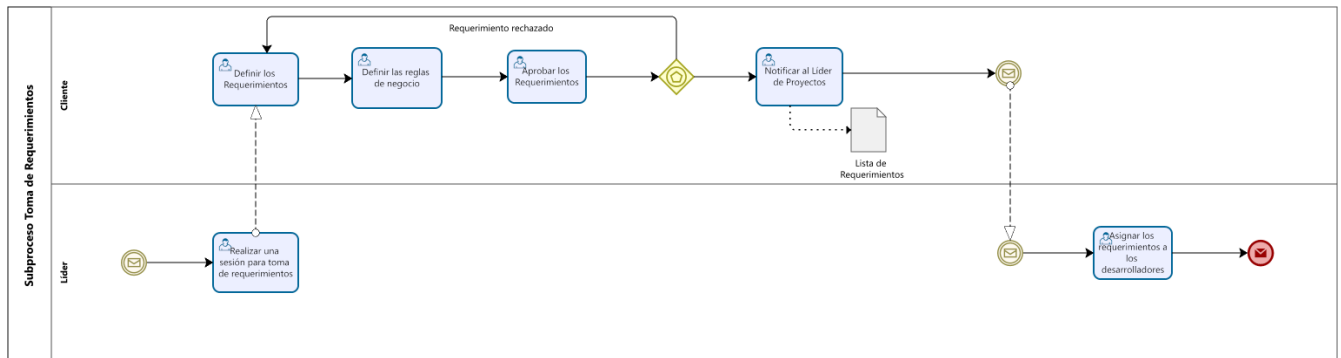 Subproceso Toma de Requerimientos
Cliente
Requerimiento rechazado
Definir los
Requerimientos
Definir las reglas
de negocio
Aprobar los
Requerimientos
Notificar al Líder
de Proyectos
Lista de
Requerimientos
Lider
Realizar una
sesión para toma
de requerimientos
Asignar los
requerimientos a
los
desarrolladores